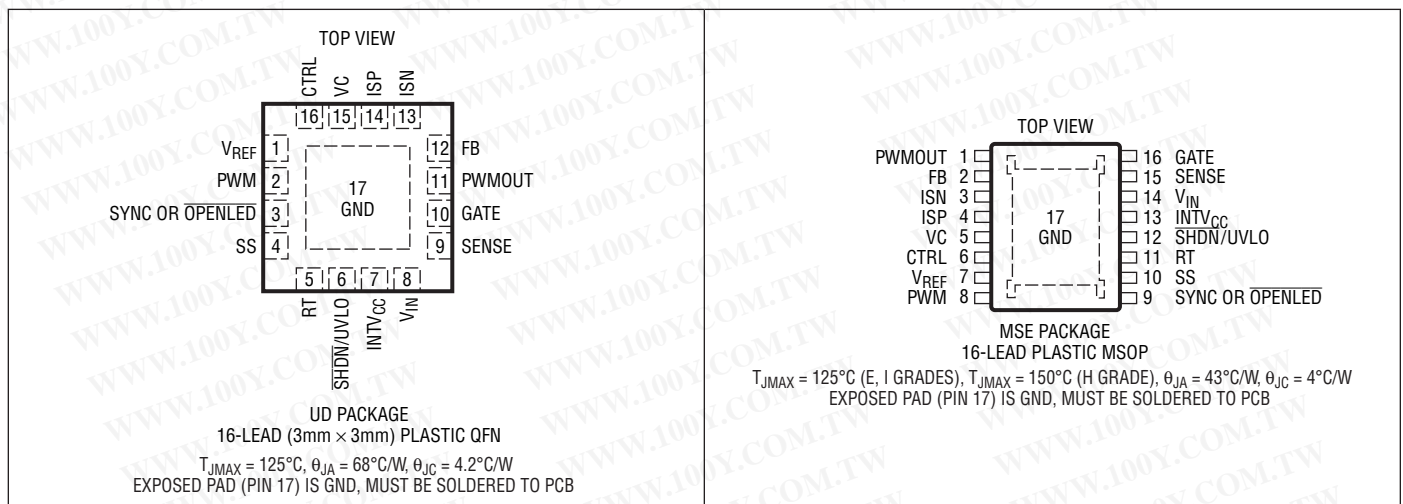 TOP VIEW
CTRL
VC
ISP
ISN
16 15 14 13
VREF 1
PWM 2
SYNC OR OPENLED 3
SS 4
12 FB
11 PWMOUT
10 GATE
9 SENSE
17
GND
5 6 7 8
RT
SHDN/UVLO
INTVCC
VIN
UD PACKAGE
16-LEAD (3mm × 3mm) PLASTIC QFN
TJMAX = 125°C, θJA = 68°C/W, θJC = 4.2°C/W
EXPOSED PAD (PIN 17) IS GND, MUST BE SOLDERED TO PCB
TOP VIEW
PWMOUT 1
FB 2
ISN 3
ISP 4
VC 5
CTRL 6
VREF 7
PWM 8
17
GND
16 GATE
15 SENSE
14 VIN
13 INTVCC
12 SHDN/UVLO
11 RT
10 SS
9 SYNC OR OPENLED
MSE PACKAGE
16-LEAD PLASTIC MSOP
TJMAX = 125°C (E, I GRADES), TJMAX = 150°C (H GRADE), θJA = 43°C/W, θJC = 4°C/W
EXPOSED PAD (PIN 17) IS GND, MUST BE SOLDERED TO PCB
WWW.100Y.COM.TW